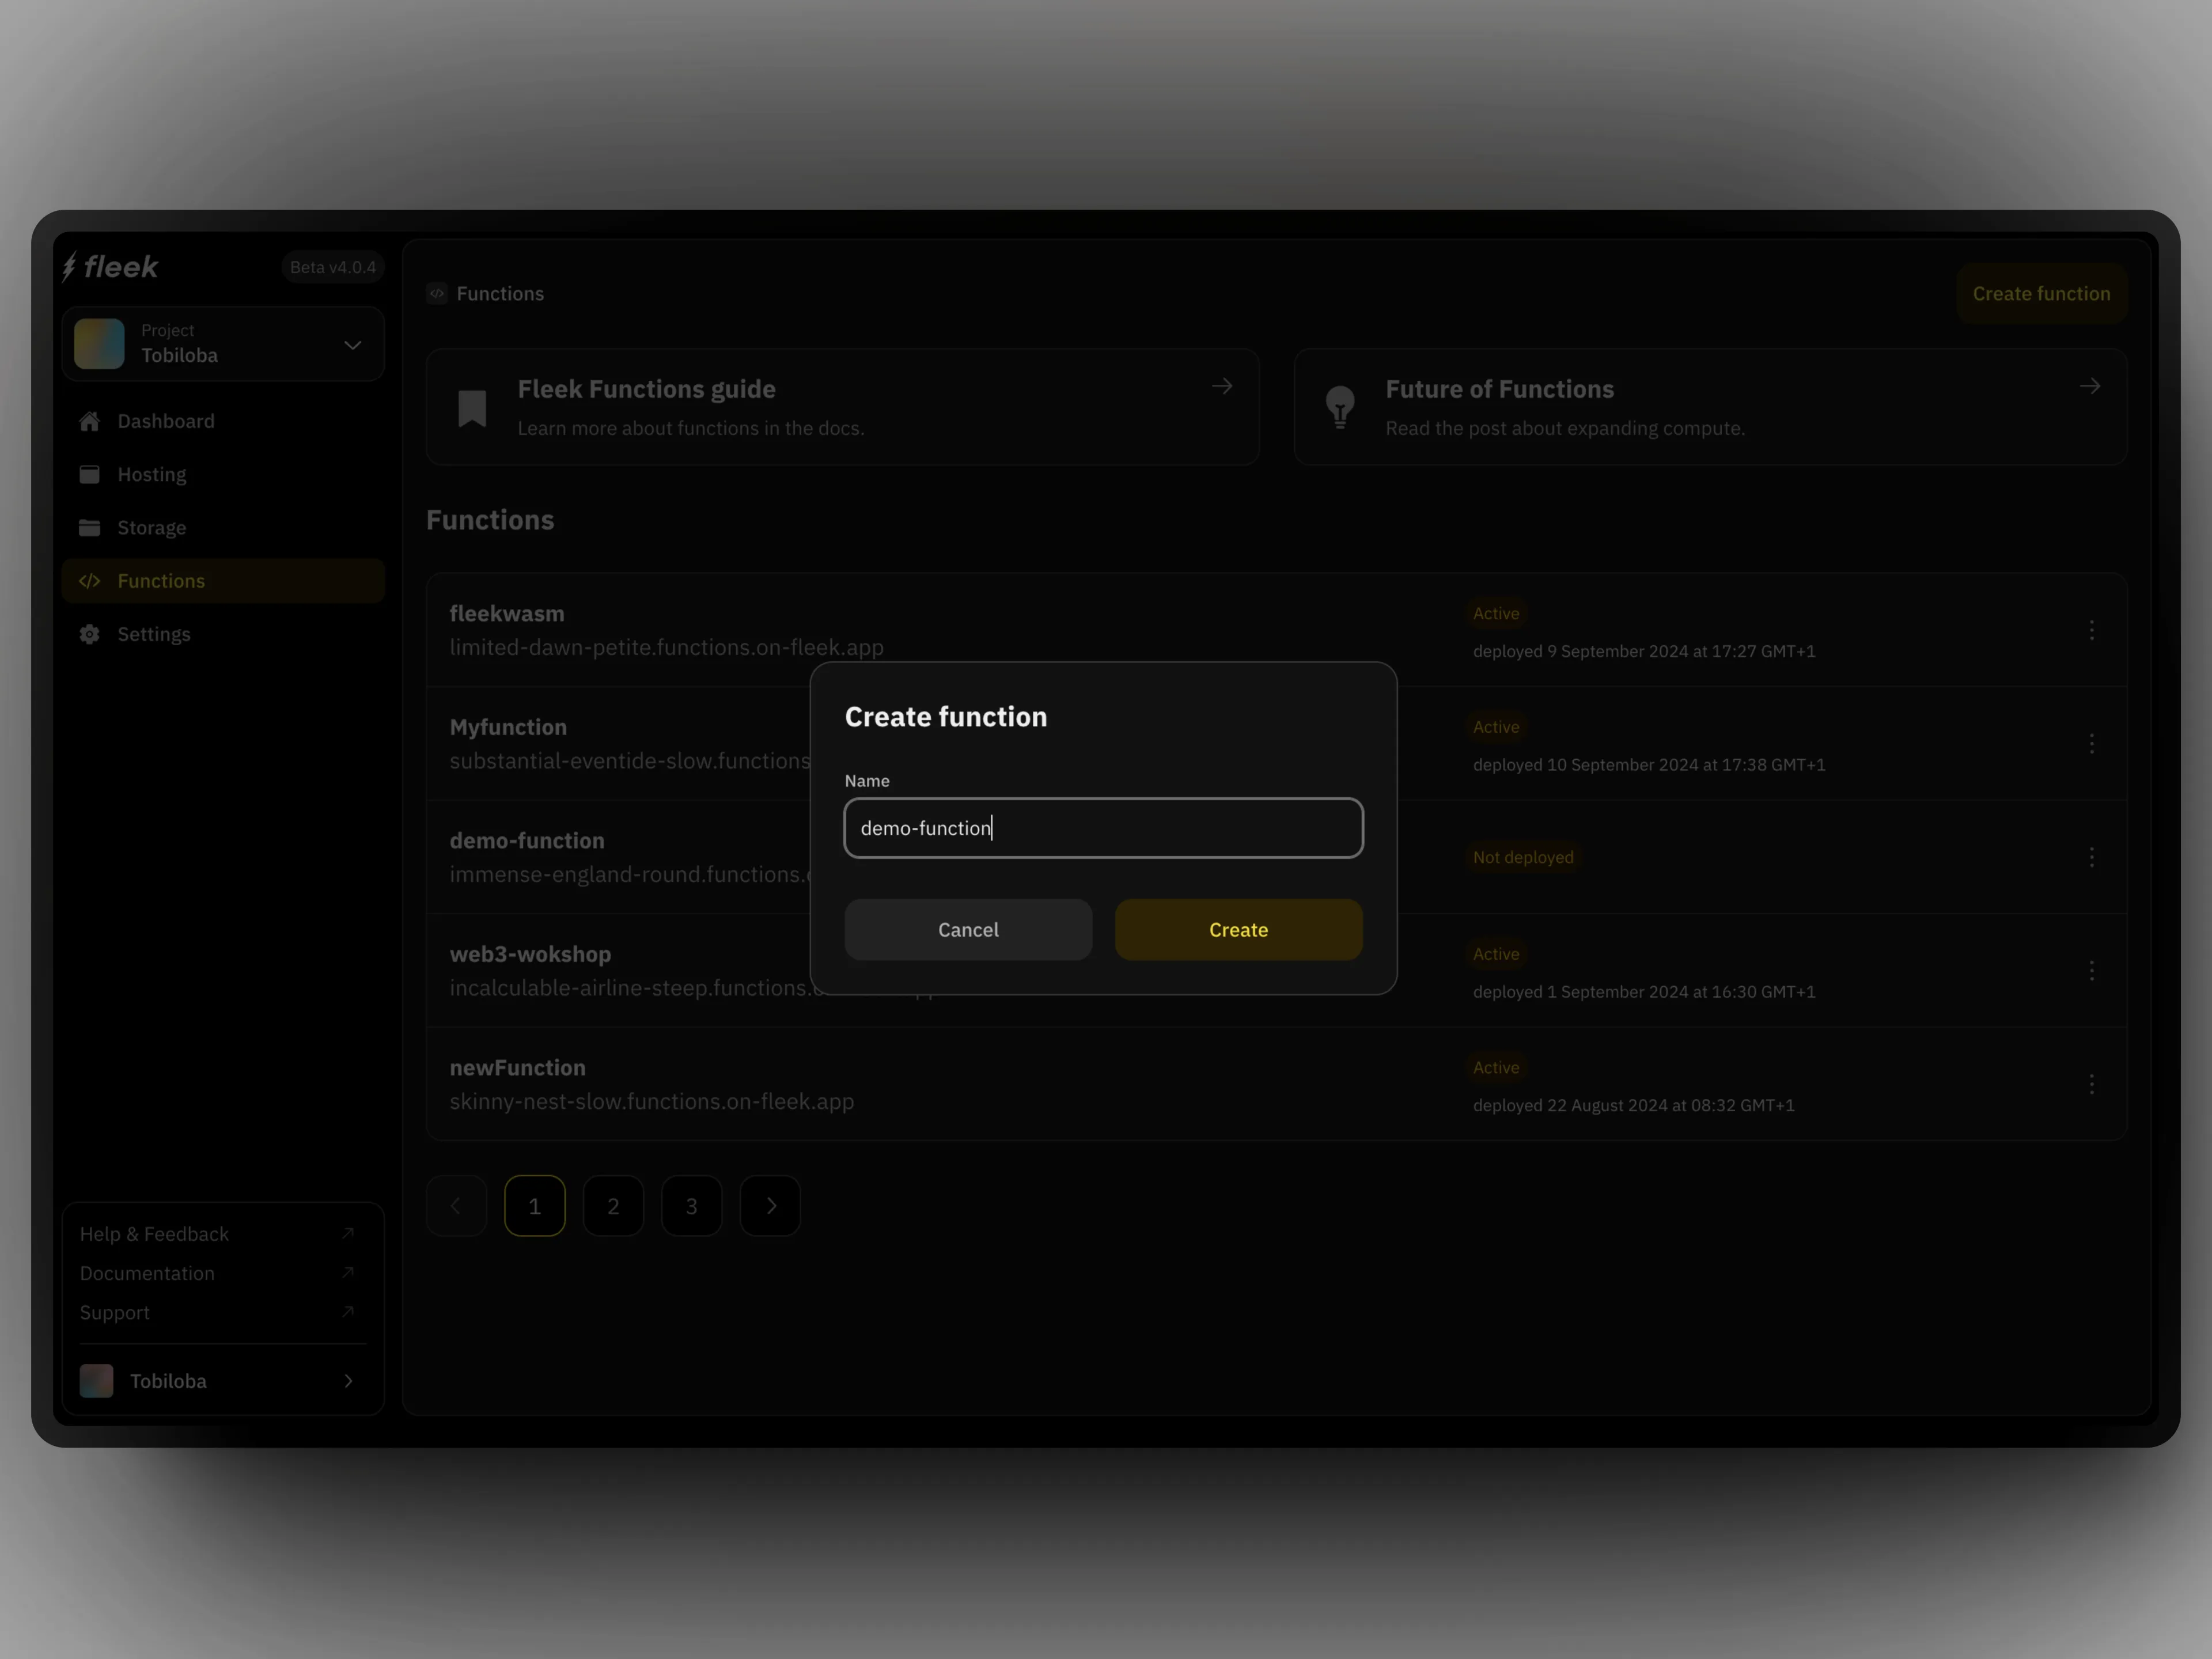 fleek
Beta v4.0.4
Project
Tobiloba
Dashboard
Hosting
Storage
Functions
Settings
Help & Feedback
Documentation
Support
Tobiloba
Functions
Create function
Fleek Functions guide
Learn more about functions in the docs.
Future of Functions
Read the post about expanding compute.
Functions
fleekwasm
limited-dawn-petite.functions.on-fleek.app
Active
deployed 9 September 2024 at 17:27 GMT+1
Myfunction
substantial-eventide-slow.functions
Active
deployed 10 September 2024 at 17:38 GMT+1
demo-function
immense-england-round.functions.
Not deployed
web3-wokshop
incalculable-airline-steep.functions.
Active
deployed 1 September 2024 at 16:30 GMT+1
newFunction
skinny-nest-slow.functions.on-fleek.app
Active
deployed 22 August 2024 at 08:32 GMT+1
1
2
3
Create function
Name
demo-function
Cancel
Create